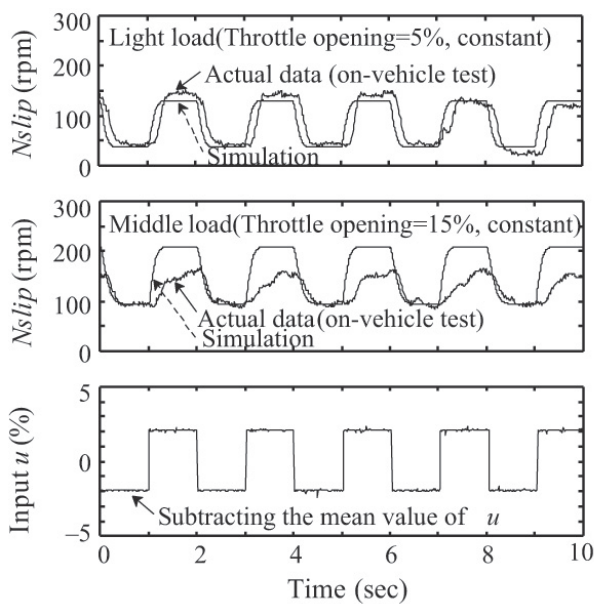 300
Light load(Throttle opening=5%, constant)
200
Actual data (on-vehicle test)
100
Simulation
0
Nslip (rpm)
300
Middle load(Throttle opening=15%, constant)
200
100
Actual data (on-vehicle test)
Simulation
0
Nslip (rpm)
5
0
Subtracting the mean value of u
−5
Input u (%)
0 2 4 6 8 10
Time (sec)